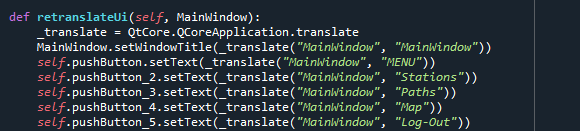 def retranslateUi(self, MainWindow):
    _translate = QtCore.QCoreApplication.translate
    MainWindow.setWindowTitle(_translate("MainWindow", "MainWindow"))
    self.pushButton.setText(_translate("MainWindow", "MENU"))
    self.pushButton_2.setText(_translate("MainWindow", "Stations"))
    self.pushButton_3.setText(_translate("MainWindow", "Paths"))
    self.pushButton_4.setText(_translate("MainWindow", "Map"))
    self.pushButton_5.setText(_translate("MainWindow", "Log-Out"))